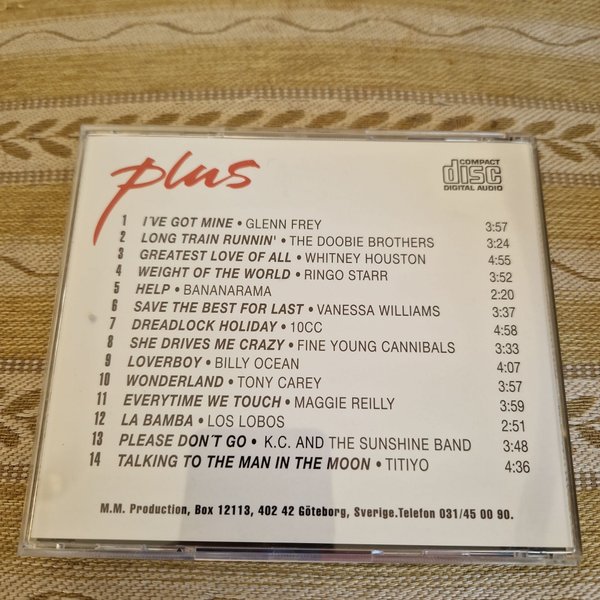 plus
COMPACT
disc
DIGITAL AUDIO
1 I'VE GOT MINE • GLENN FREY 3:57
2 LONG TRAIN RUNNIN' • THE DOOBIE BROTHERS 3:24
3 GREATEST LOVE OF ALL • WHITNEY HOUSTON 4:55
4 WEIGHT OF THE WORLD • RINGO STARR 3:52
5 HELP • BANANARAMA 2:20
6 SAVE THE BEST FOR LAST • VANESSA WILLIAMS 3:37
7 DREADLOCK HOLIDAY • 10CC 4:58
8 SHE DRIVES ME CRAZY • FINE YOUNG CANNIBALS 3:33
9 LOVERBOY • BILLY OCEAN 4:07
10 WONDERLAND • TONY CAREY 3:57
11 EVERYTIME WE TOUCH • MAGGIE REILLY 3:59
12 LA BAMBA • LOS LOBOS 2:51
13 PLEASE DON´T GO • K.C. AND THE SUNSHINE BAND 3:48
14 TALKING TO THE MAN IN THE MOON • TITIYO 4:36
M.M. Production, Box 12113, 402 42 Göteborg, Sverige.Telefon 031/45 00 90.